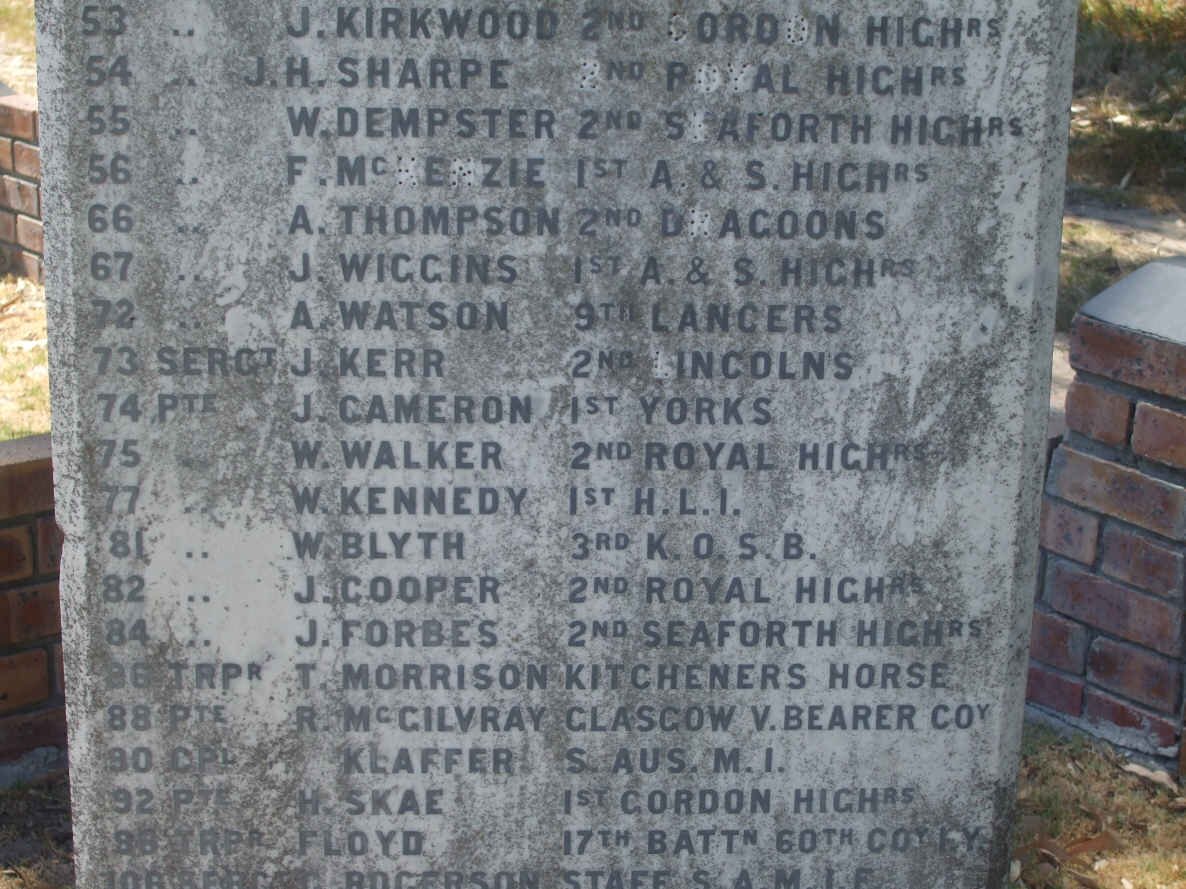 53 .. J. KIRKWOOD 2ND GORDON HIGHRS
54 .. J.H. SHARPE 2ND ROYAL HIGHRS
55 .. W. DEMPSTER 2ND SEAFORTH HIGHRS
56 .. F. McKENZIE 1ST A. & S. HIGHRS
66 .. A. THOMPSON 2ND DRAGOONS
67 .. J. WIGGINS 1ST A. & S. HIGHRS
72 .. A. WATSON 9TH LANCERS
73 SERGT J. KERR 2ND LINCOLNS
74 PTE J. CAMERON 1ST YORKS
75 W. WALKER 2ND ROYAL HIGHRS
77 W. KENNEDY 1ST H.L.I.
81 .. W. BLYTH 3RD K.O.S.B.
82 .. J. COOPER 2ND ROYAL HIGHRS
84 .. J. FORBES 2ND SEAFORTH HIGHRS
TRPR T. MORRISON KITCHENERS HORSE
88 PTE R. McGILVRAY GLASGOW V. BEARER COY
90 CPL KLAFFER S. AUS. M.I.
92 PTE H. SKAE 1ST GORDON HIGHRS
TRPR FLOYD 17TH BATTN 60TH COY I.Y.
ROGERSON STAFF S.A.M.I.F.